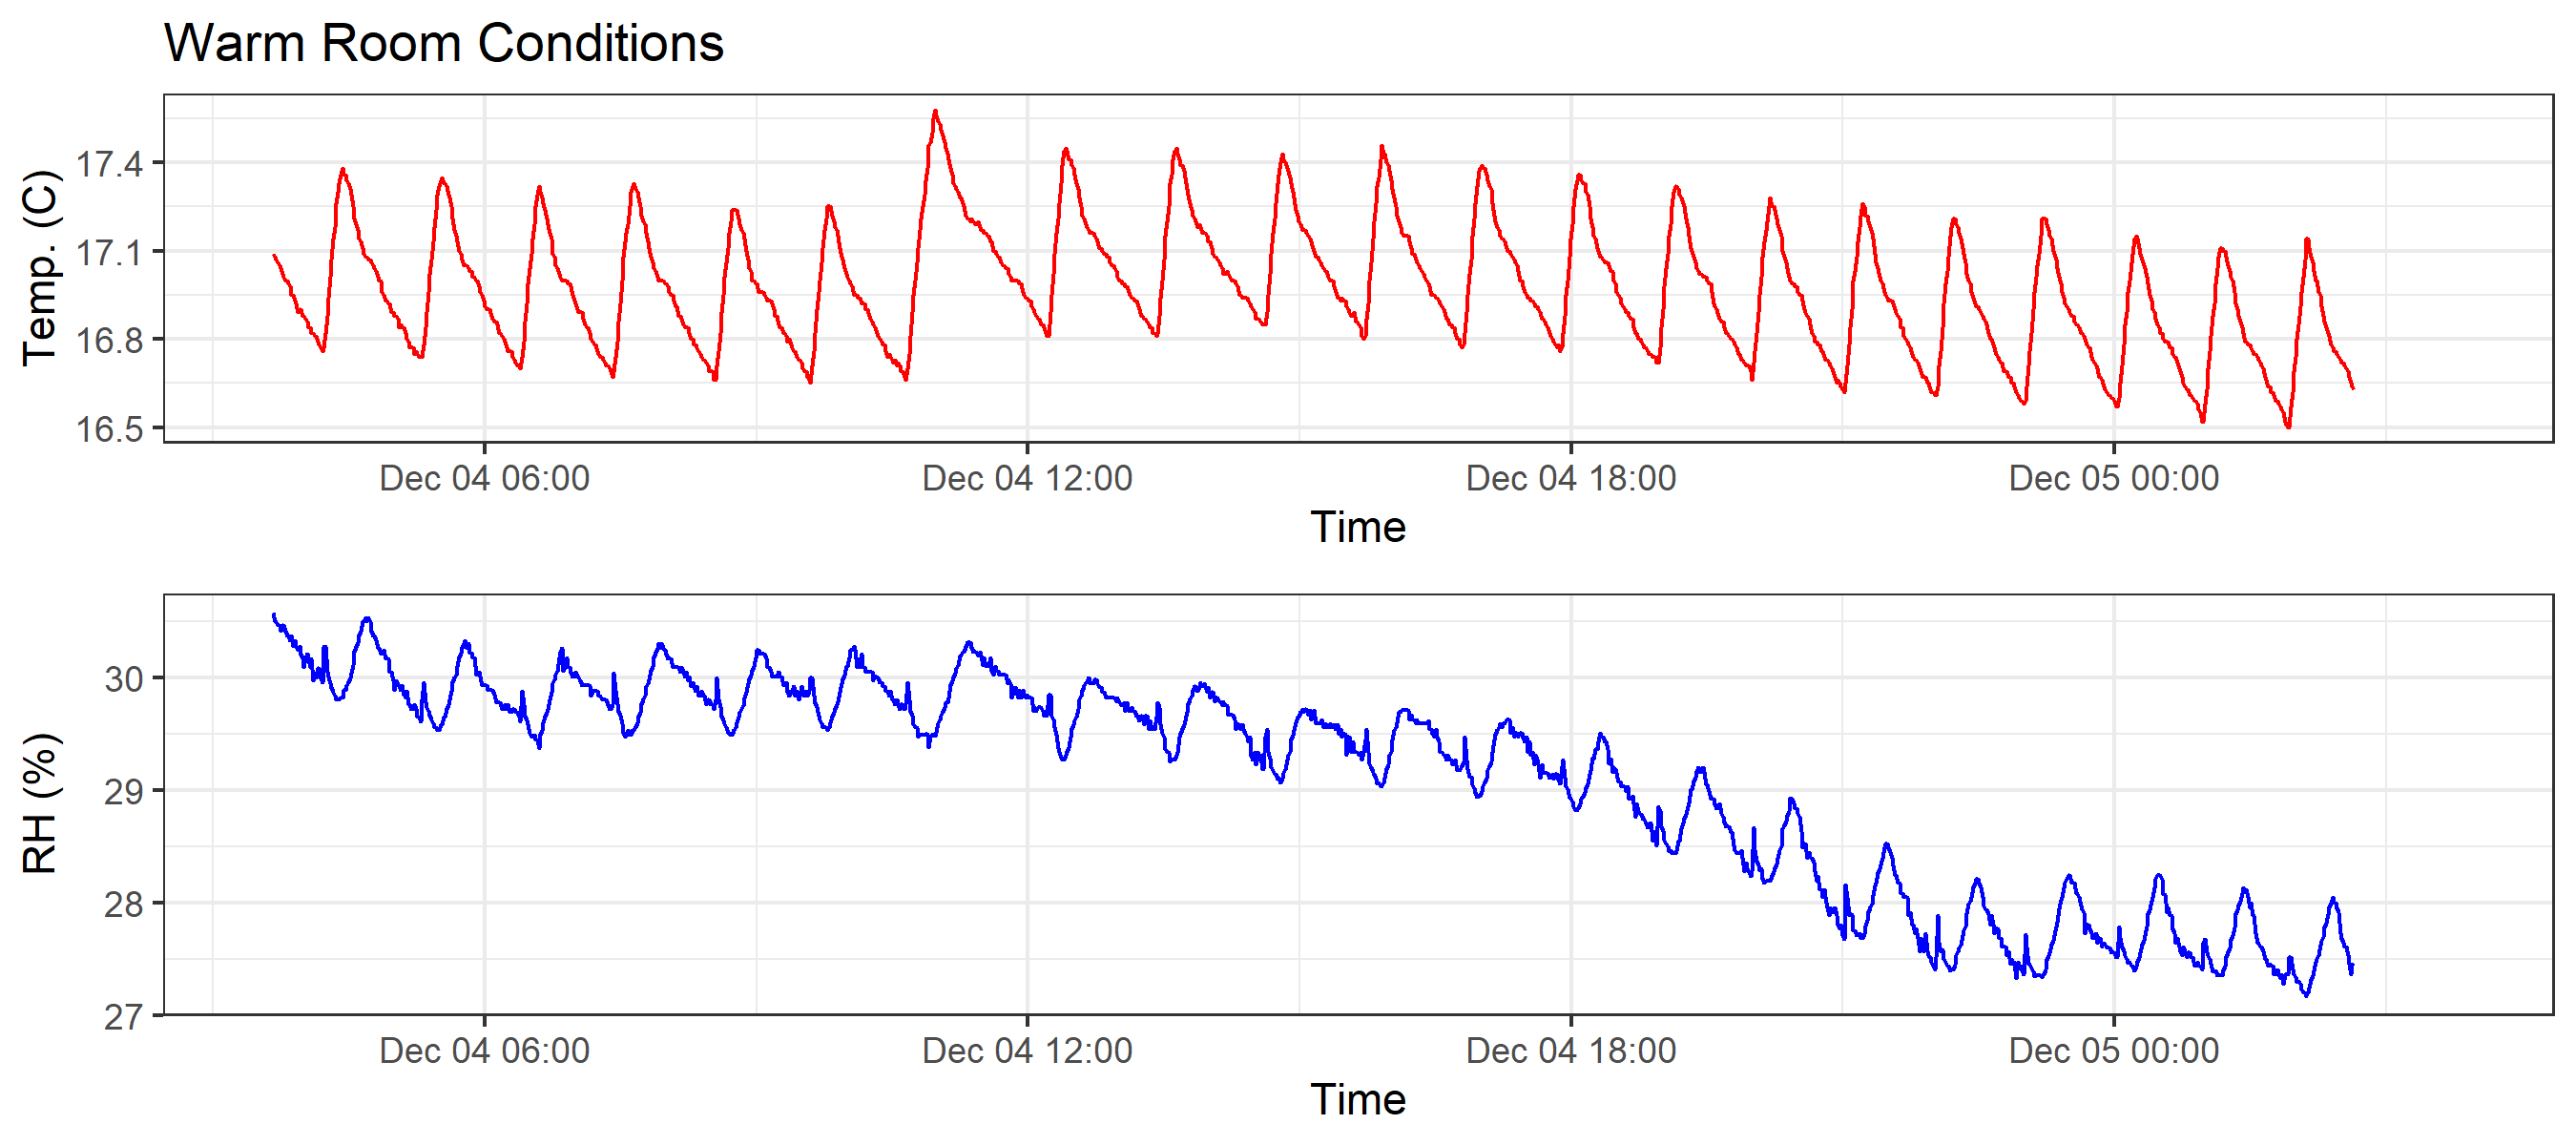 Warm Room Conditions
Temp. (C)
17.4
17.1
16.8
16.5
Dec 04 06:00 Dec 04 12:00 Dec 04 18:00 Dec 05 00:00
Time
RH (%)
30
29
28
27
Dec 04 06:00 Dec 04 12:00 Dec 04 18:00 Dec 05 00:00
Time